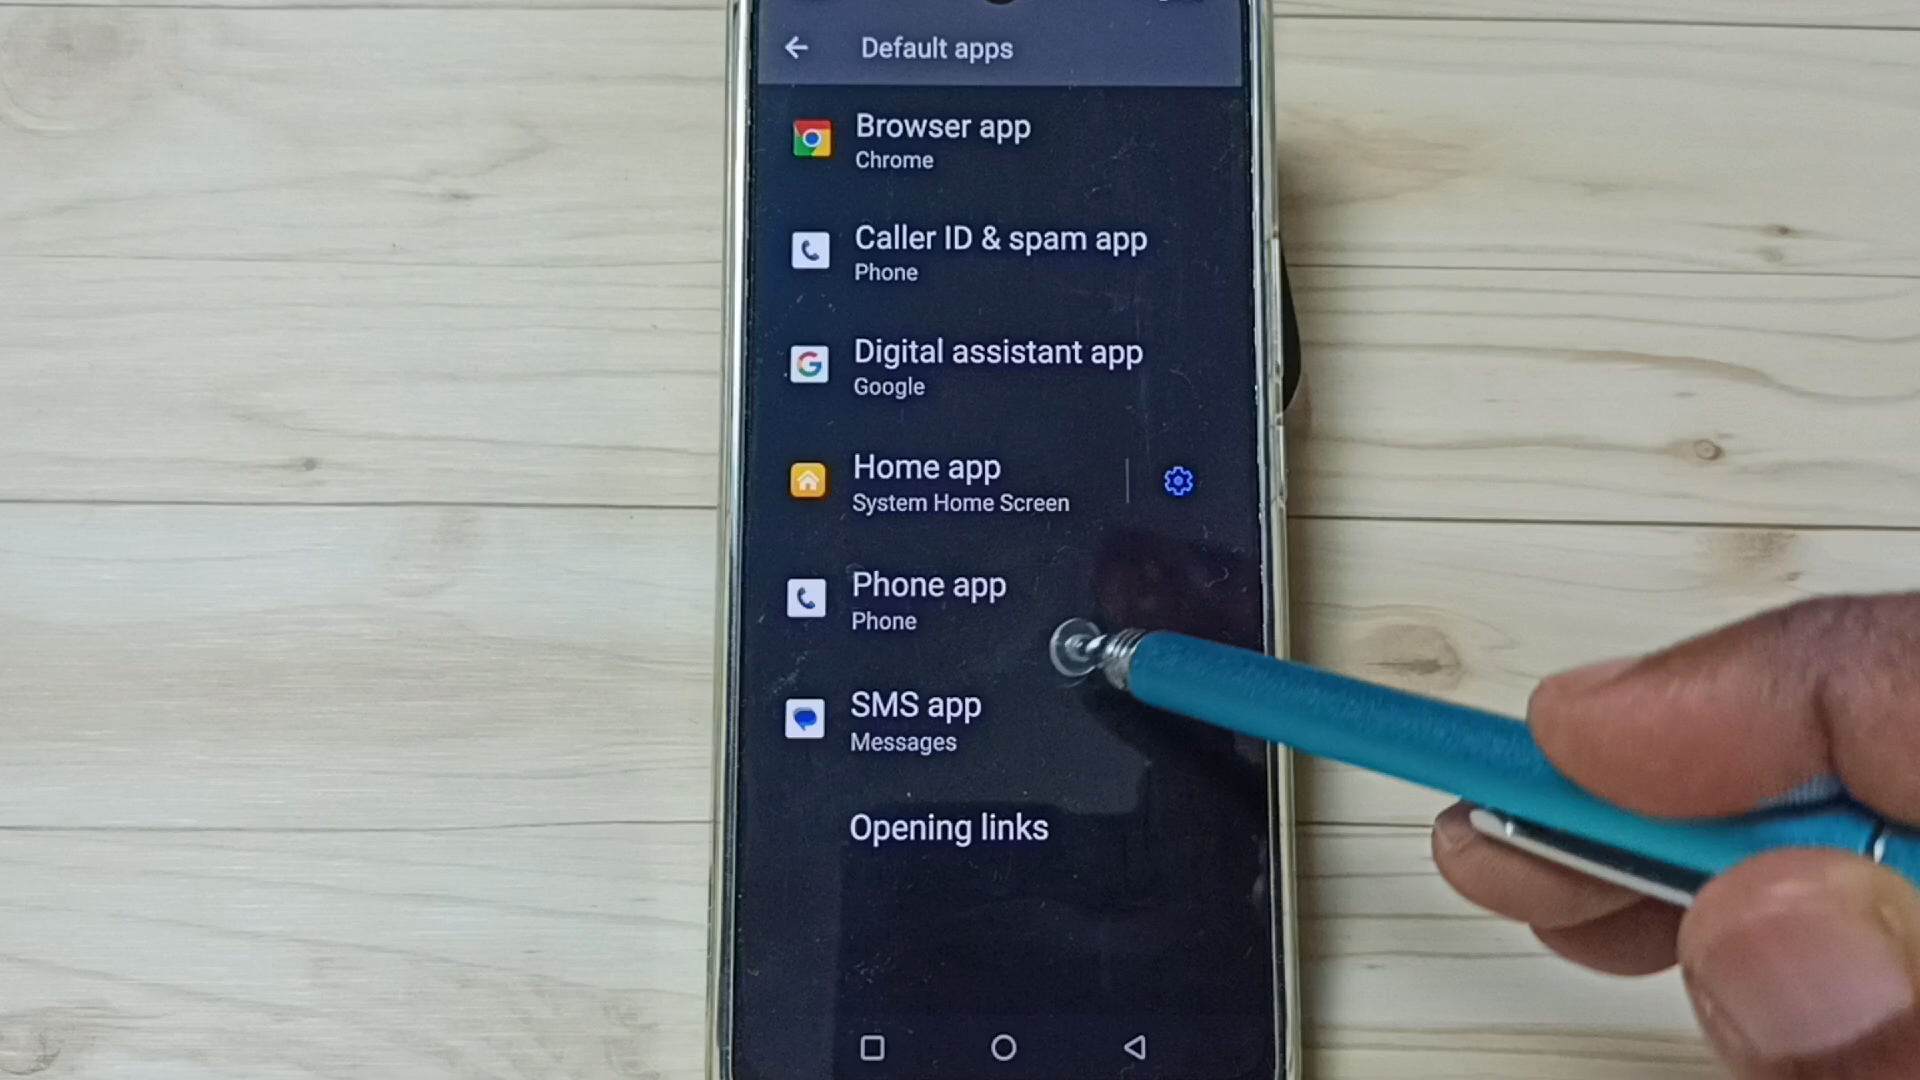 Default apps
Browser app
Chrome
Caller ID & spam app
Phone
Digital assistant app
Google
Home app
System Home Screen
Phone app
Phone
SMS app
Messages
Opening links